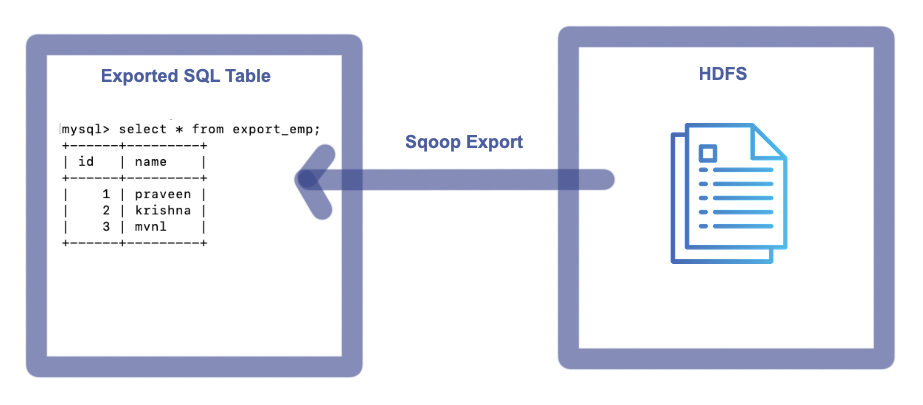 Exported SQL Table
mysql> select * from export_emp;
+------+---------+
| id   | name    |
+------+---------+
|    1 | praveen |
|    2 | krishna |
|    3 | mvnl    |
+------+---------+
Sqoop Export
HDFS